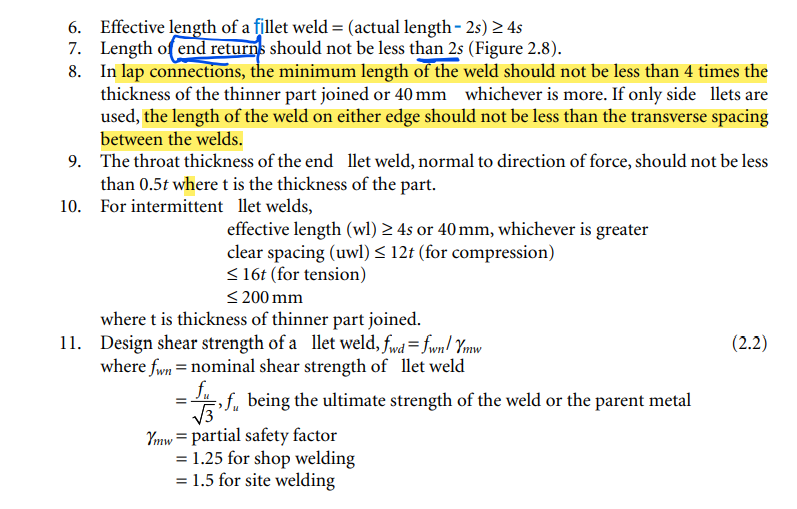 6. Effective length of a fillet weld = (actual length - 2s) ≥ 4s
7. Length of end returns should not be less than 2s (Figure 2.8).
8. In lap connections, the minimum length of the weld should not be less than 4 times the
thickness of the thinner part joined or 40 mm whichever is more. If only side llets are
used, the length of the weld on either edge should not be less than the transverse spacing
between the welds.
9. The throat thickness of the end llet weld, normal to direction of force, should not be less
than 0.5t where t is the thickness of the part.
10. For intermittent llet welds,
effective length (wl) ≥ 4s or 40 mm, whichever is greater
clear spacing (uwl) ≤ 12t (for compression)
≤ 16t (for tension)
≤ 200 mm
where t is thickness of thinner part joined.
11. Design shear strength of a llet weld, fwd = fwn / γmw (2.2)
where fwn = nominal shear strength of llet weld
= fu/√3, fu being the ultimate strength of the weld or the parent metal
γmw = partial safety factor
= 1.25 for shop welding
= 1.5 for site welding